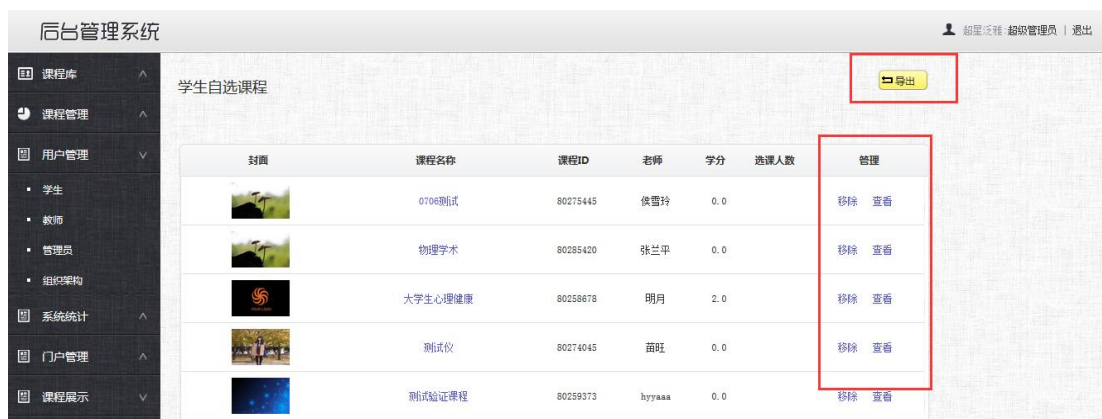 后台管理系统
超星泛雅:超级管理员 | 退出
课程库
课程管理
用户管理
学生
教师
管理员
组织架构
系统统计
门户管理
课程展示
学生自选课程
导出
封面 课程名称 课程ID 老师 学分 选课人数 管理
0706测试 80275445 侯雪玲 0.0 移除 查看
物理学术 80285420 张兰平 0.0 移除 查看
大学生心理健康 80258678 明月 2.0 移除 查看
测试仪 80274045 苗旺 0.0 移除 查看
测试验证课程 80259373 hyyaaa 0.0 移除 查看